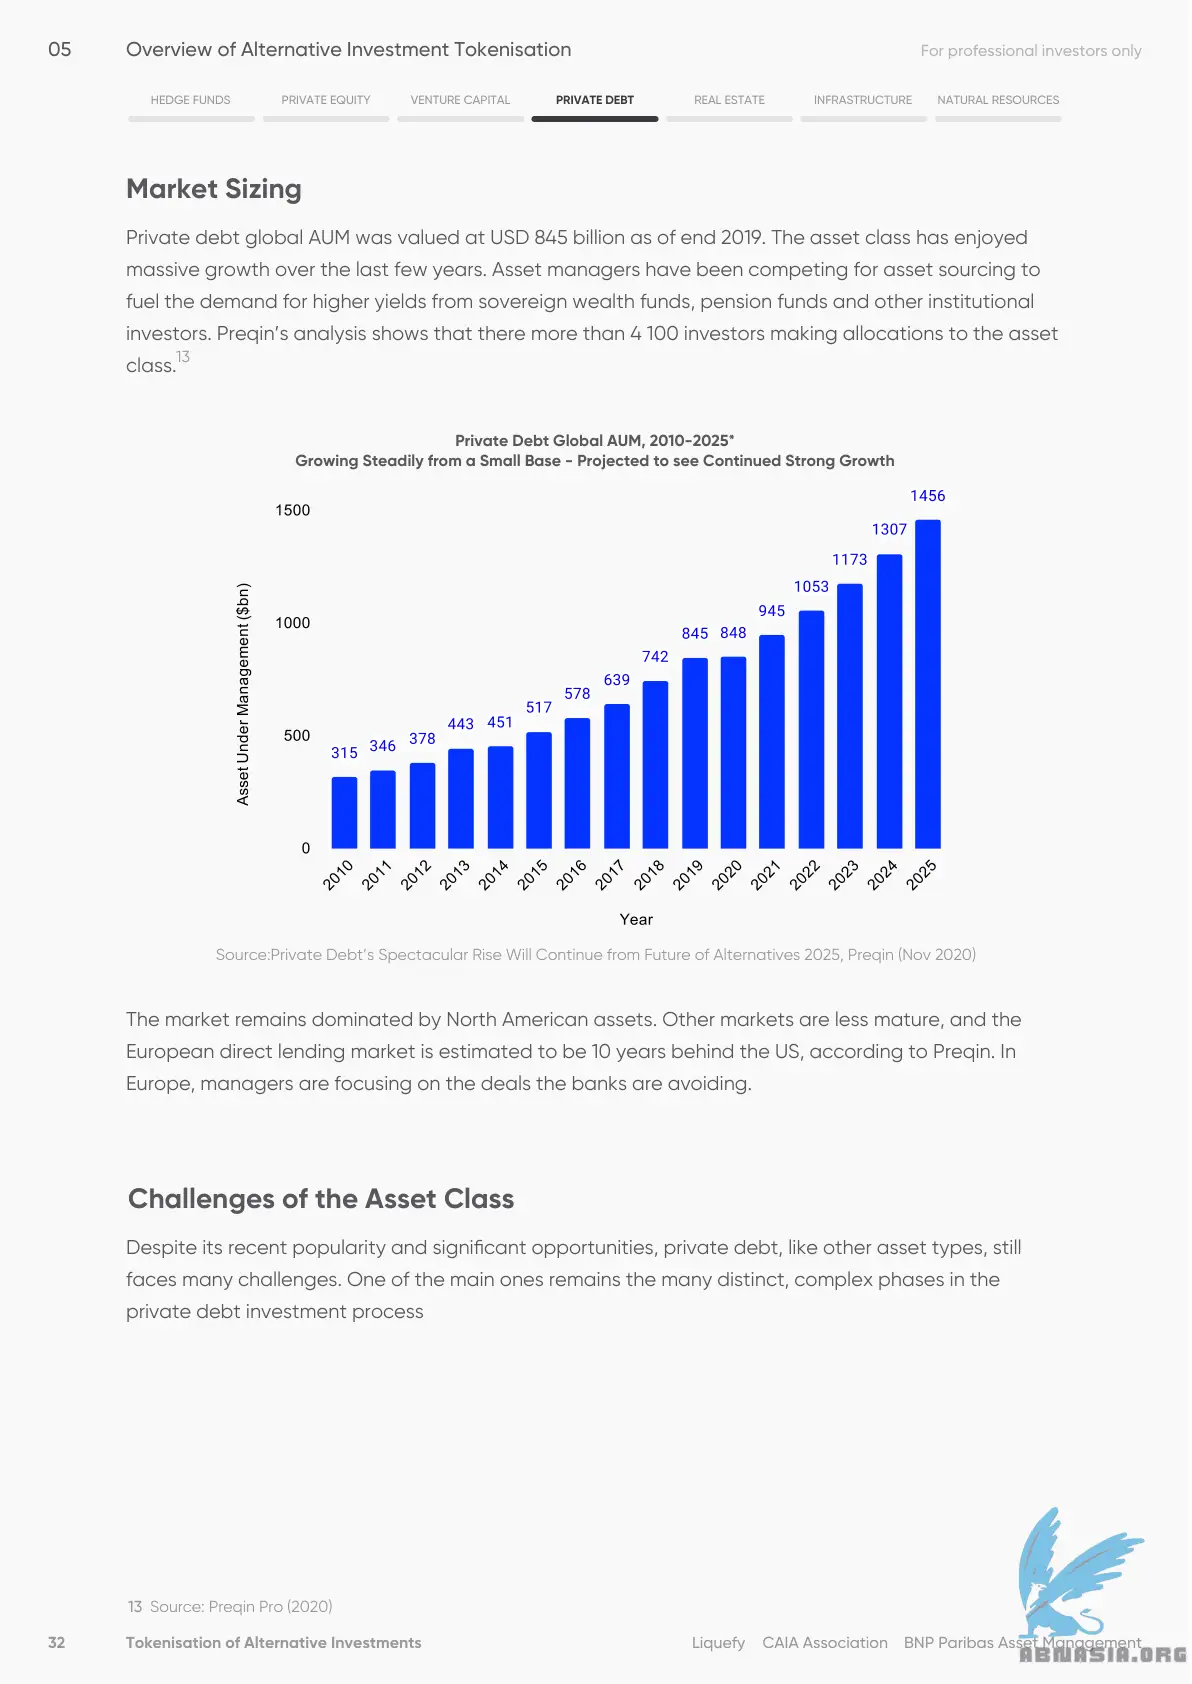 05 Overview of Alternative Investment Tokenisation For professional investors only
HEDGE FUNDS PRIVATE EQUITY VENTURE CAPITAL PRIVATE DEBT REAL ESTATE INFRASTRUCTURE NATURAL RESOURCES
Market Sizing
Private debt global AUM was valued at USD 845 billion as of end 2019. The asset class has enjoyed
massive growth over the last few years. Asset managers have been competing for asset sourcing to
fuel the demand for higher yields from sovereign wealth funds, pension funds and other institutional
investors. Preqin's analysis shows that there more than 4 100 investors making allocations to the asset
class.13
Private Debt Global AUM, 2010-2025*
Growing Steadily from a Small Base - Projected to see Continued Strong Growth
Asset Under Management ($bn)
1500
1000
500
0
315 346 378 443 451 517 578 639 742 845 848 945 1053 1173 1307 1456
2010 2011 2012 2013 2014 2015 2016 2017 2018 2019 2020 2021 2022 2023 2024 2025
Year
Source:Private Debt's Spectacular Rise Will Continue from Future of Alternatives 2025, Preqin (Nov 2020)
The market remains dominated by North American assets. Other markets are less mature, and the
European direct lending market is estimated to be 10 years behind the US, according to Preqin. In
Europe, managers are focusing on the deals the banks are avoiding.
Challenges of the Asset Class
Despite its recent popularity and significant opportunities, private debt, like other asset types, still
faces many challenges. One of the main ones remains the many distinct, complex phases in the
private debt investment process
13 Source: Preqin Pro (2020)
32 Tokenisation of Alternative Investments Liquefy CAIA Association BNP Paribas Asset Management
ABNASIA.ORG